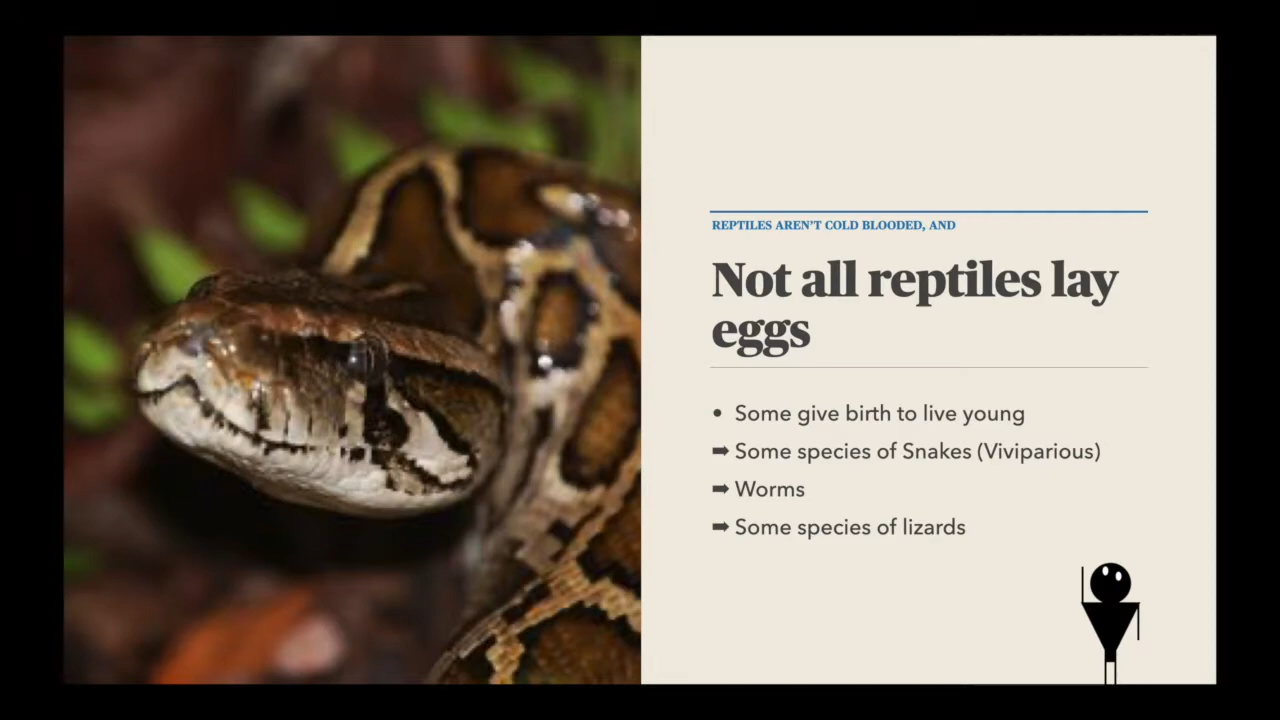 REPTILES AREN'T COLD BLOODED, AND
Not all reptiles lay
eggs
• Some give birth to live young
➡ Some species of Snakes (Viviparious)
➡ Worms
➡ Some species of lizards